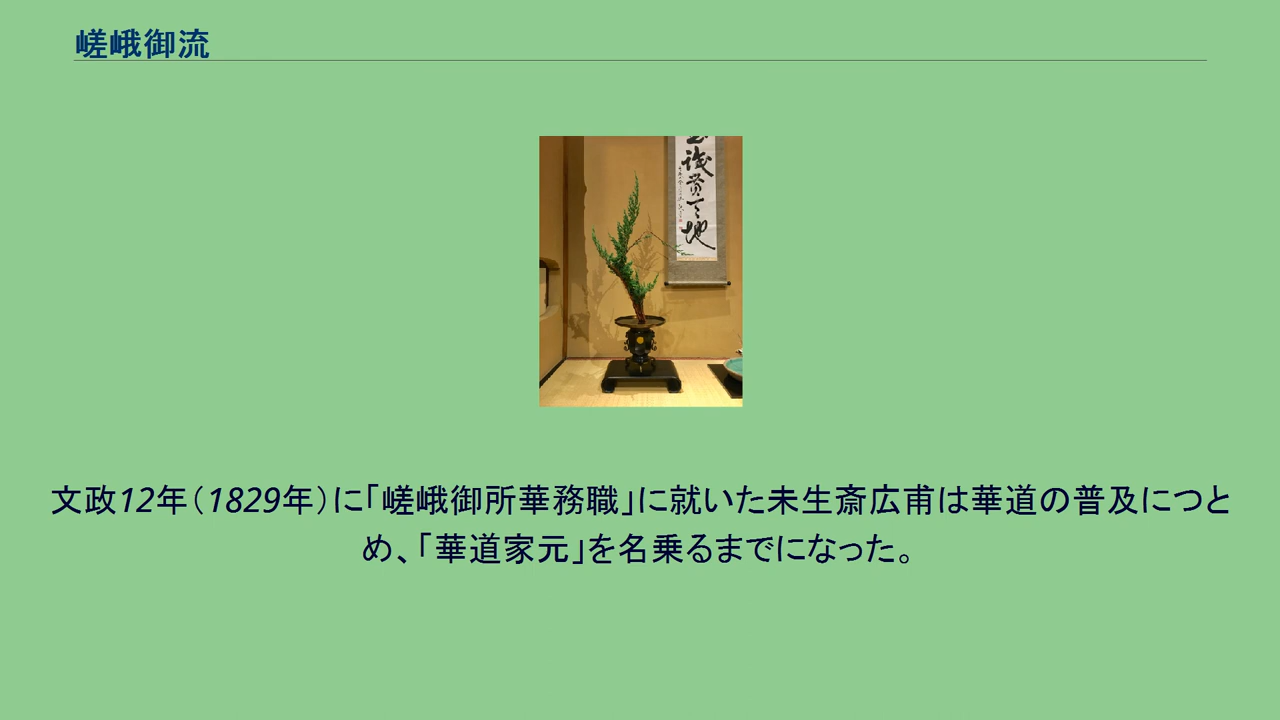 嵯峨御流
文政12年（1829年）に「嵯峨御所華務職」に就いた未生斎広甫は華道の普及につと
め、「華道家元」を名乗るまでになった。